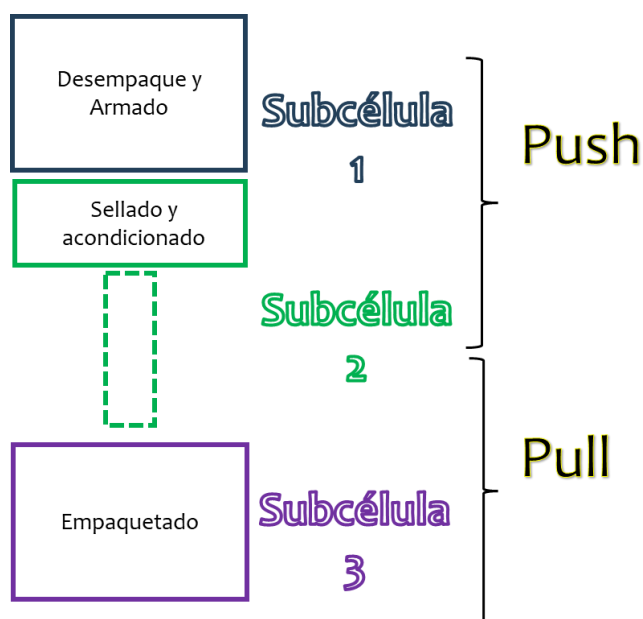 Desempaque y
Armado
Subcélula
1
Push
Sellado y
acondicionado
Subcélula
2
Pull
Empaquetado
Subcélula
3